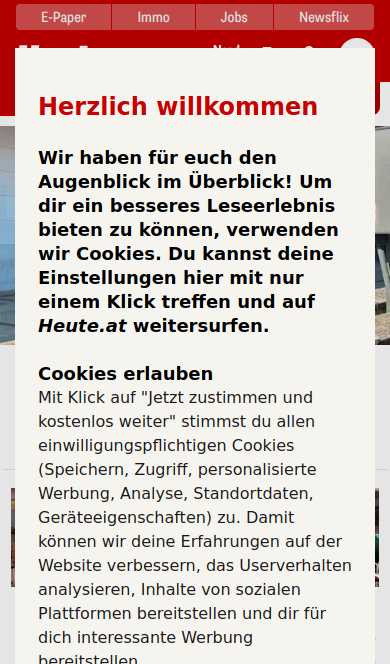 E-Paper Immo Jobs Newsflix
Herzlich willkommen
Wir haben für euch den
Augenblick im Überblick! Um
dir ein besseres Leseerlebnis
bieten zu können, verwenden
wir Cookies. Du kannst deine
Einstellungen hier mit nur
einem Klick treffen und auf
Heute.at weitersurfen.
Cookies erlauben
Mit Klick auf "Jetzt zustimmen und
kostenlos weiter" stimmst du allen
einwilligungspflichtigen Cookies
(Speichern, Zugriff, personalisierte
Werbung, Analyse, Standortdaten,
Geräteeigenschaften) zu. Damit
können wir deine Erfahrungen auf der
Website verbessern, das Userverhalten
analysieren, Inhalte von sozialen
Plattformen bereitstellen und dir für
dich interessante Werbung
bereitstellen